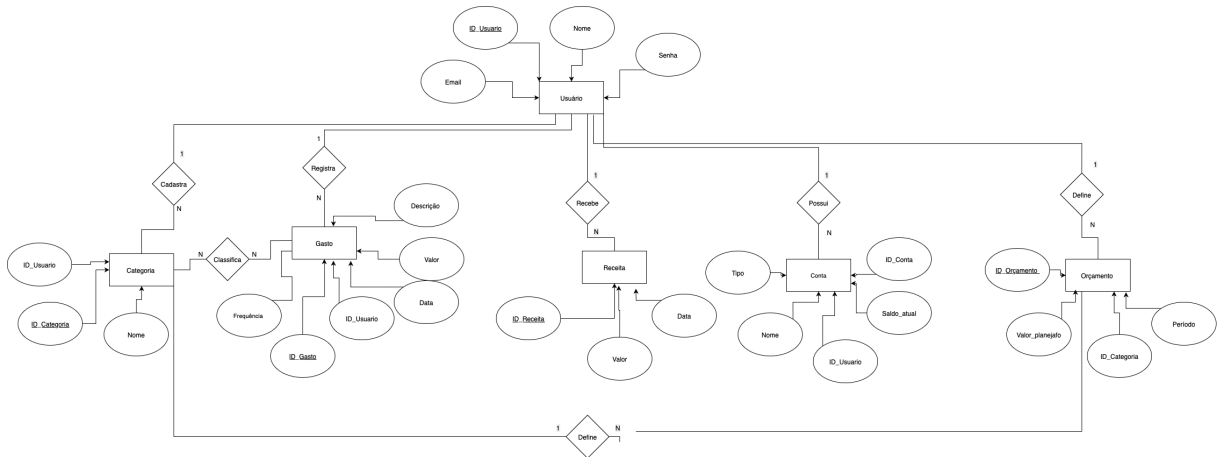 ID_Usuario
Nome
Senha
Email
Usuário
1
1
1
1
1
Cadastra
Registra
Recebe
Possui
Define
N
N
N
N
N
Descrição
ID_Usuario
Categoria
N
Classifica
N
Gasto
Valor
Receita
Tipo
Conta
ID_Conta
ID_Orçamento
Orçamento
ID_Categoria
Nome
Frequência
ID_Usuario
Data
ID_Gasto
ID_Receita
Data
Valor
Nome
Saldo_atual
ID_Usuario
Valor_planejafo
ID_Categoria
Período
1
Define
N